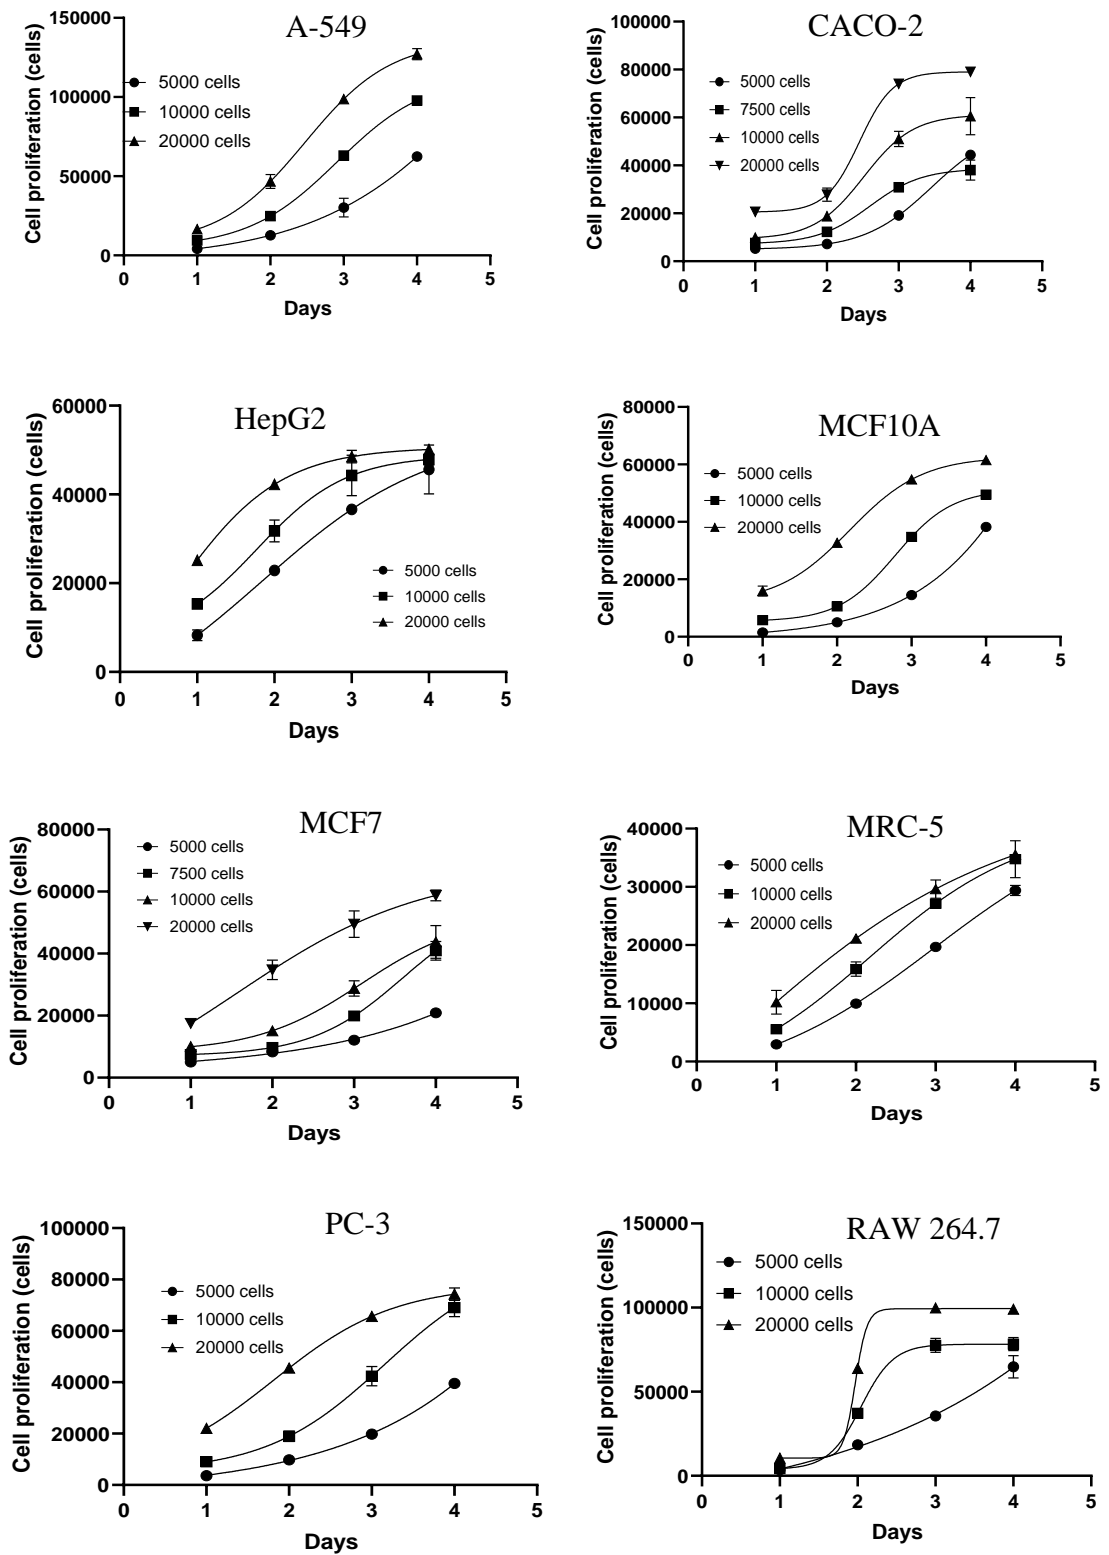 A-549
Cell proliferation (cells)
150000
100000
50000
0
5000 cells
10000 cells
20000 cells
0 1 2 3 4 5
Days
CACO-2
Cell proliferation (cells)
100000
80000
60000
40000
20000
0
5000 cells
7500 cells
10000 cells
20000 cells
0 1 2 3 4 5
Days
HepG2
Cell proliferation (cells)
60000
40000
20000
0
5000 cells
10000 cells
20000 cells
0 1 2 3 4 5
Days
MCF10A
Cell proliferation (cells)
80000
60000
40000
20000
0
5000 cells
10000 cells
20000 cells
0 1 2 3 4 5
Days
MCF7
Cell proliferation (cells)
80000
60000
40000
20000
0
5000 cells
7500 cells
10000 cells
20000 cells
0 1 2 3 4 5
Days
MRC-5
Cell proliferation (cells)
40000
30000
20000
10000
0
5000 cells
10000 cells
20000 cells
0 1 2 3 4 5
Days
PC-3
Cell proliferation (cells)
100000
80000
60000
40000
20000
0
5000 cells
10000 cells
20000 cells
0 1 2 3 4 5
Days
RAW 264.7
Cell proliferation (cells)
150000
100000
50000
0
5000 cells
10000 cells
20000 cells
0 1 2 3 4 5
Days